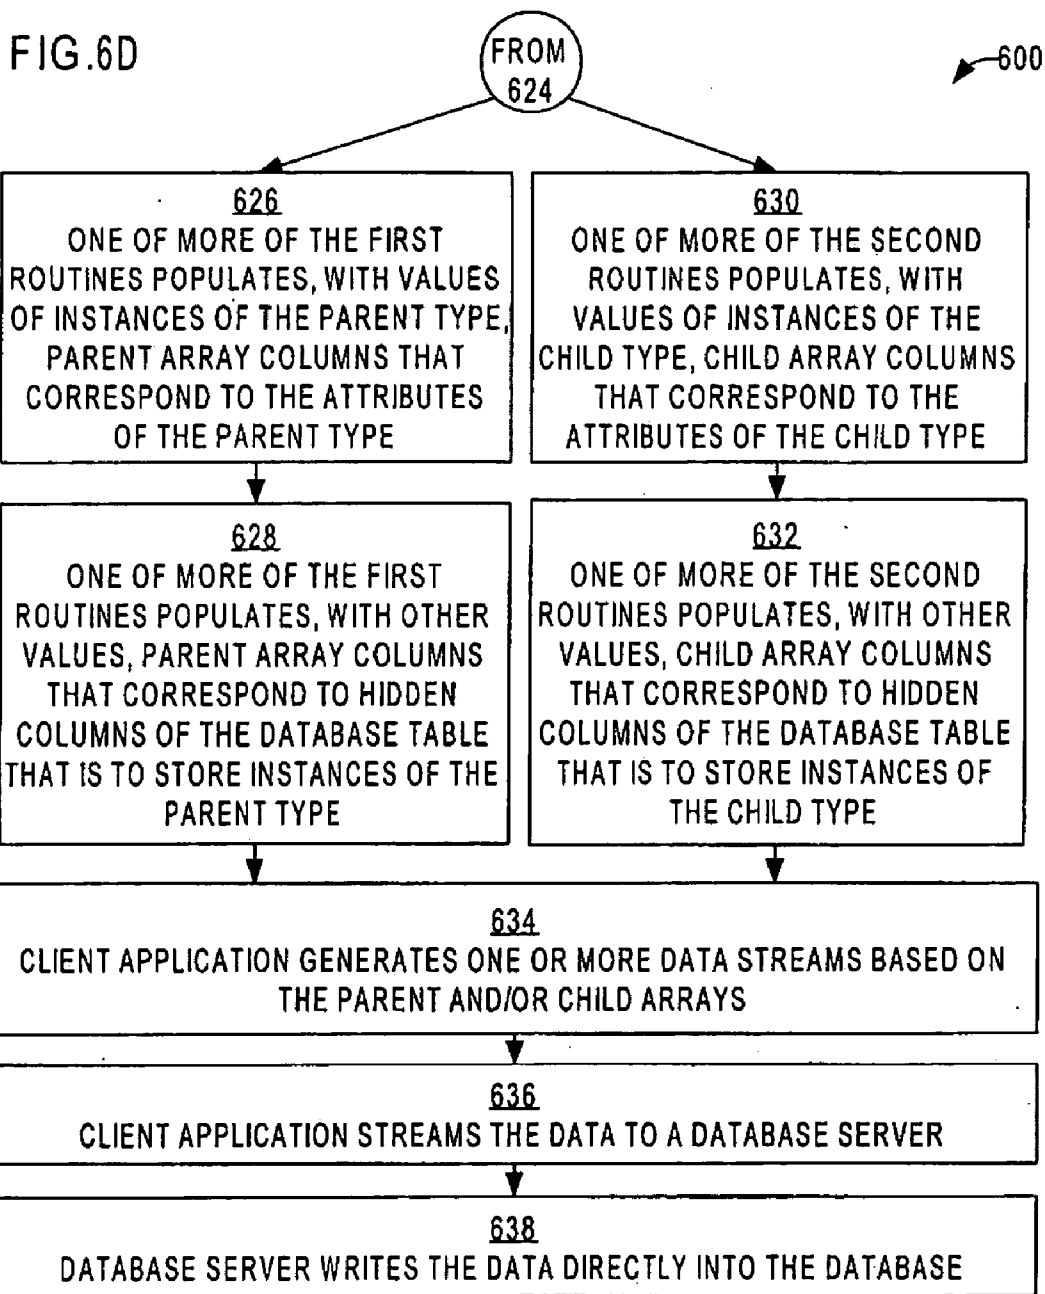 FIG.6D
FROM
624
600
626
ONE OF MORE OF THE FIRST
ROUTINES POPULATES, WITH VALUES
OF INSTANCES OF THE PARENT TYPE,
PARENT ARRAY COLUMNS THAT
CORRESPOND TO THE ATTRIBUTES
OF THE PARENT TYPE
630
ONE OF MORE OF THE SECOND
ROUTINES POPULATES, WITH
VALUES OF INSTANCES OF THE
CHILD TYPE, CHILD ARRAY COLUMNS
THAT CORRESPOND TO THE
ATTRIBUTES OF THE CHILD TYPE
628
ONE OF MORE OF THE FIRST
ROUTINES POPULATES, WITH OTHER
VALUES, PARENT ARRAY COLUMNS
THAT CORRESPOND TO HIDDEN
COLUMNS OF THE DATABASE TABLE
THAT IS TO STORE INSTANCES OF THE
PARENT TYPE
632
ONE OF MORE OF THE SECOND
ROUTINES POPULATES, WITH OTHER
VALUES, CHILD ARRAY COLUMNS
THAT CORRESPOND TO HIDDEN
COLUMNS OF THE DATABASE TABLE
THAT IS TO STORE INSTANCES OF
THE CHILD TYPE
634
CLIENT APPLICATION GENERATES ONE OR MORE DATA STREAMS BASED ON
THE PARENT AND/OR CHILD ARRAYS
636
CLIENT APPLICATION STREAMS THE DATA TO A DATABASE SERVER
638
DATABASE SERVER WRITES THE DATA DIRECTLY INTO THE DATABASE